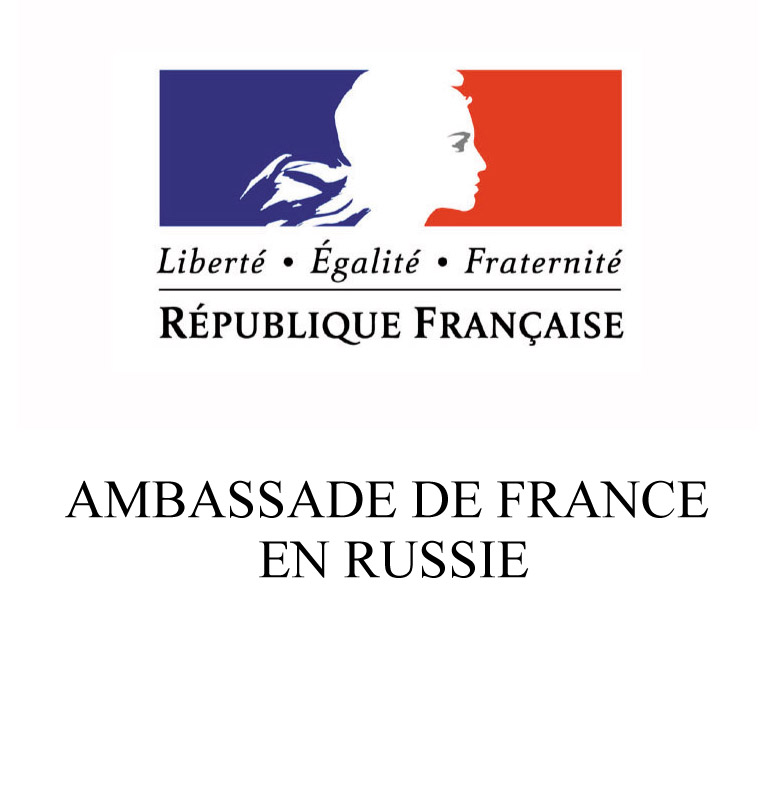 Liberté • Égalité • Fraternité
RÉPUBLIQUE FRANÇAISE
AMBASSADE DE FRANCE
EN RUSSIE